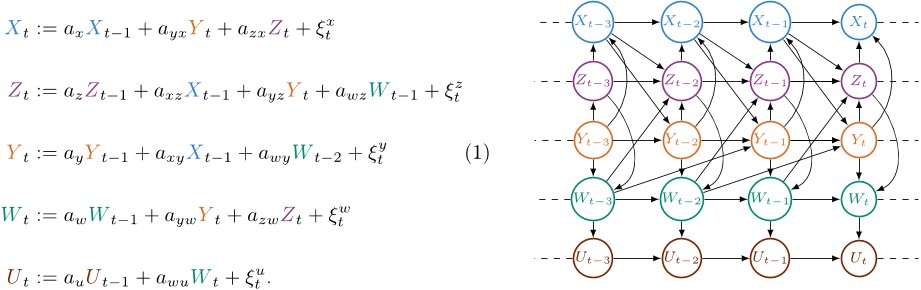 X_t := a_x X_{t−1} + a_{yx} Y_t + a_{zx} Z_t + ξ_t^x
Z_t := a_z Z_{t−1} + a_{xz} X_{t−1} + a_{yz} Y_t + a_{wz} W_{t−1} + ξ_t^z
Y_t := a_y Y_{t−1} + a_{xy} X_{t−1} + a_{wy} W_{t−2} + ξ_t^y (1)
W_t := a_w W_{t−1} + a_{yw} Y_t + a_{zw} Z_t + ξ_t^w
U_t := a_u U_{t−1} + a_{wu} W_t + ξ_t^u.
X_{t−3} X_{t−2} X_{t−1} X_t
Z_{t−3} Z_{t−2} Z_{t−1} Z_t
Y_{t−3} Y_{t−2} Y_{t−1} Y_t
W_{t−3} W_{t−2} W_{t−1} W_t
U_{t−3} U_{t−2} U_{t−1} U_t